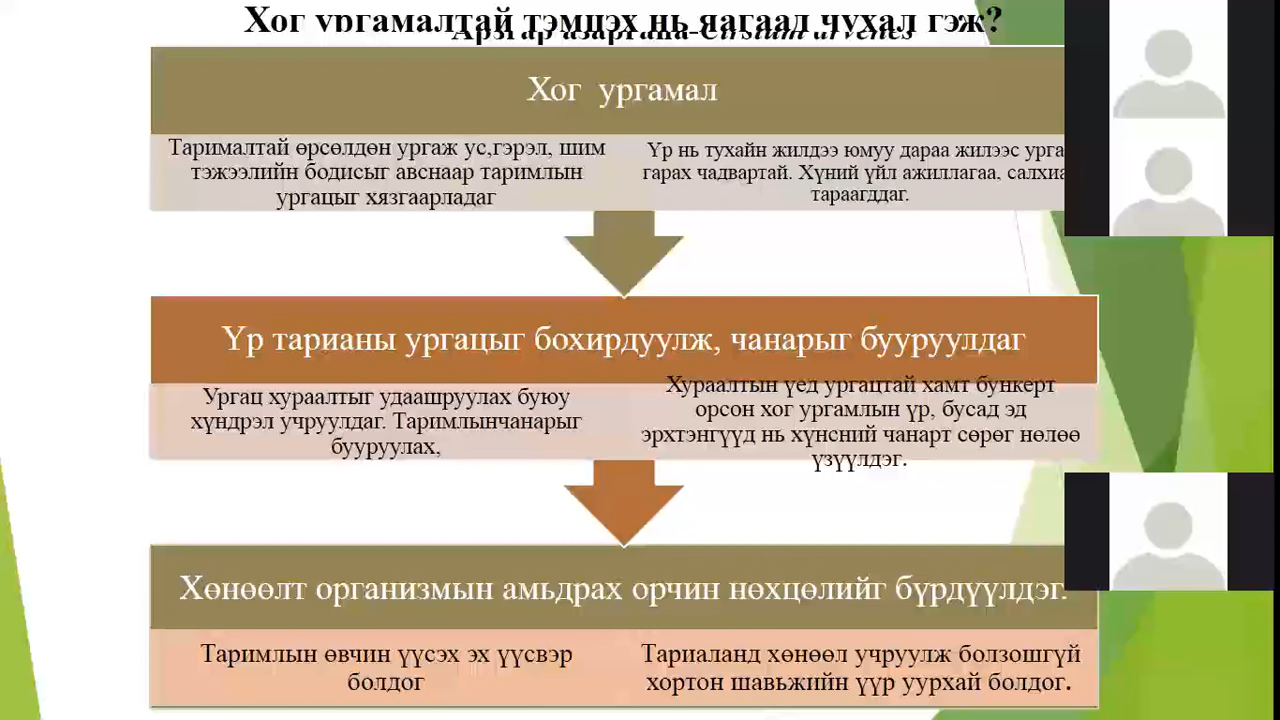 Хог ургамалтай тэмцэх нь яагаад чухал гэж?
Хог ургамал
Таримaлтай өрсөлдөн ургаж ус,гэрэл, шим
тэжээлийн бодисыг авснаар таримлын
ургацыг хязгаарладаг
Үр нь тухайн жилдээ юмуу дараа жилээс урга
гарах чадвартай. Хүний үйл ажиллагаа, салхиа
тараагддаг.
Үр тарианы ургацыг бохирдуулж, чанарыг бууруулдаг
Ургац хураалтыг удаашруулах буюу
хүндрэл учруулдаг. Таримлынчанарыг
бууруулах,
Хураалтын үед ургацтай хамт бункерт
орсон хог ургамлын үр, бусад эд
эрхтэнгүүд нь хүнсний чанарт сөрөг нөлөө
үзүүлдэг.
Хөнөөлт организмын амьдрах орчин нөхцөлийг бүрдүүлдэг.
Таримлын өвчин үүсэх эх үүсвэр
болдог
Тариаланд хөнөөл учруулж болзошгүй
хортон шавьжийн үүр уурхай болдог.